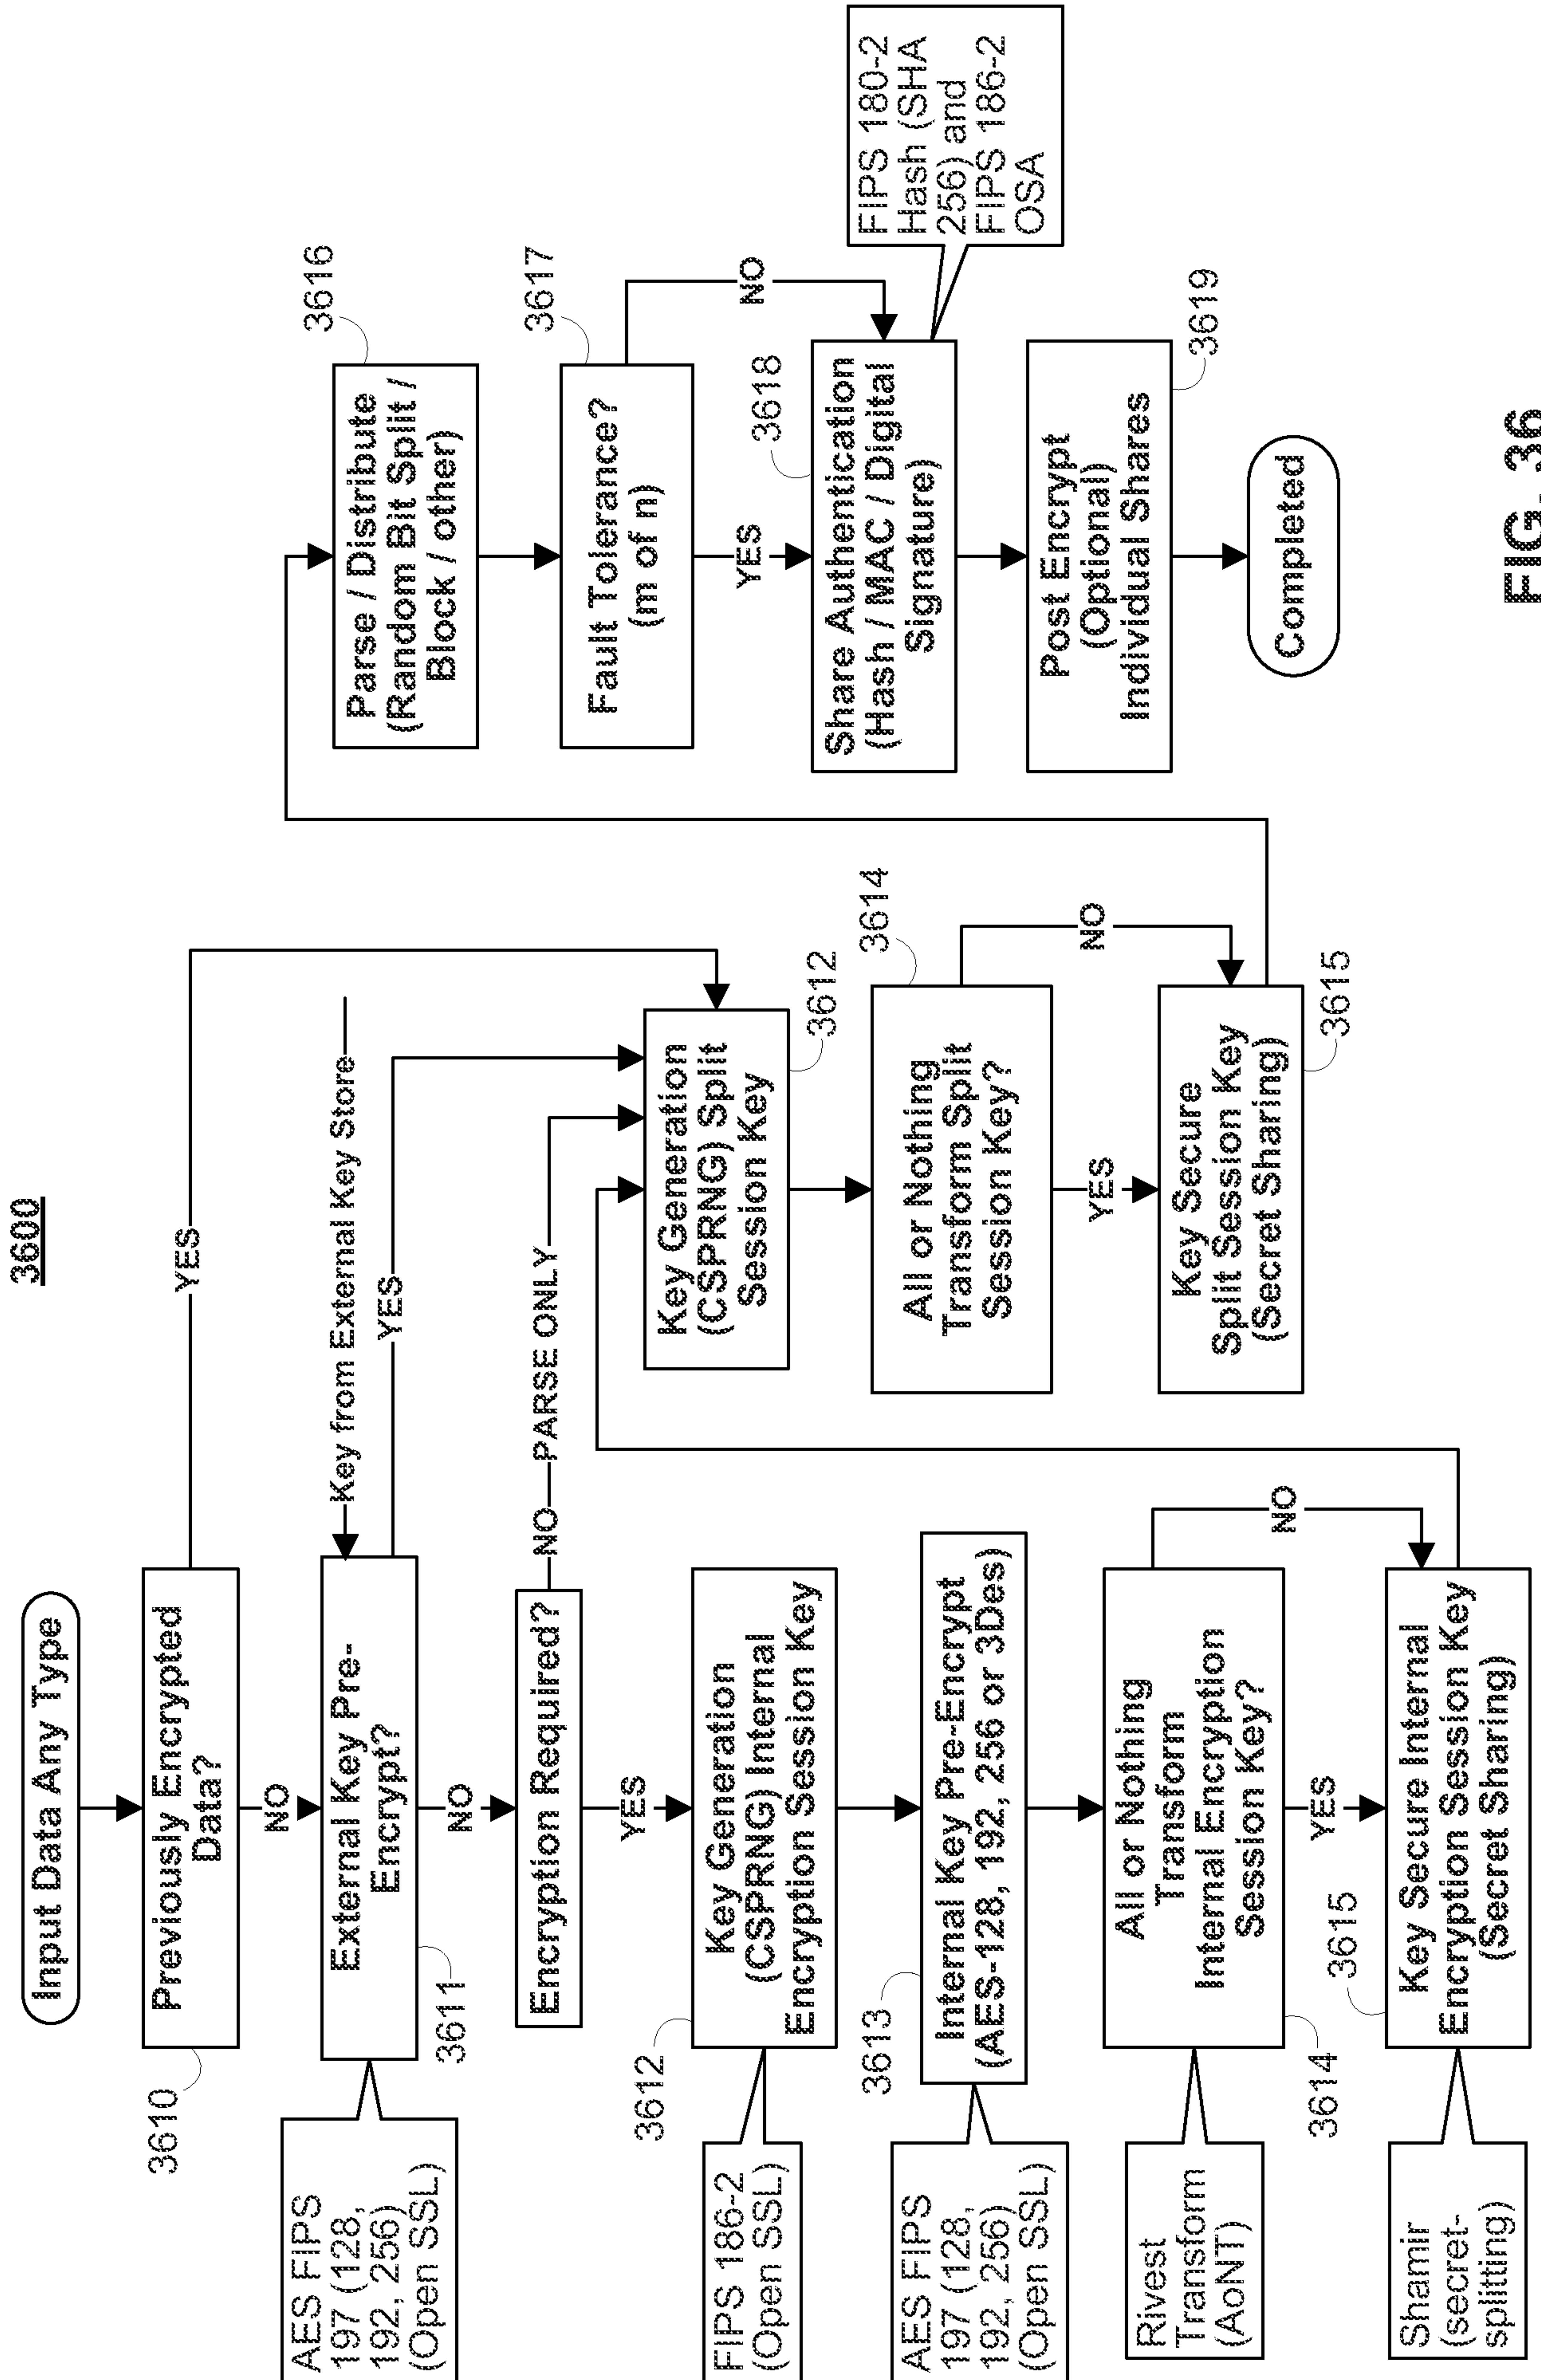 3600
Input Data Any Type
Previously Encrypted
Data?
3610
YES
NO
Key from External Key Store
External Key Pre-
Encrypt?
3611
AES FIPS
197 (128,
192, 256)
(Open SSL)
YES
NO
Encryption Required?
NO PARSE ONLY
YES
Key Generation
(CSPRNG) Internal
Encryption Session Key
3612
FIPS 186-2
(Open SSL)
Internal Key Pre-Encrypt
(AES-128, 192, 256 or 3Des)
3613
AES FIPS
197 (128,
192, 256)
(Open SSL)
All or Nothing
Transform
Internal Encryption
Session Key?
3614
Rivest
Transform
(AoNT)
NO
YES
Key Secure Internal
Encryption Session Key
(Secret Sharing)
3615
Shamir
(secret-
splitting)
Key Generation
(CSPRNG) Split
Session Key
3612
All or Nothing
Transform Split
Session Key?
3614
NO
YES
Key Secure
Split Session Key
(Secret Sharing)
3615
Parse / Distribute
(Random Bit Split /
Block / other)
3616
Fault Tolerance?
(m of n)
3617
NO
YES
Share Authentication
(Hash / MAC / Digital
Signature)
3618
FIPS 180-2
Hash (SHA
256) and
FIPS 186-2
OSA
Post Encrypt
(Optional)
Individual Shares
3619
Completed
FIG. 36